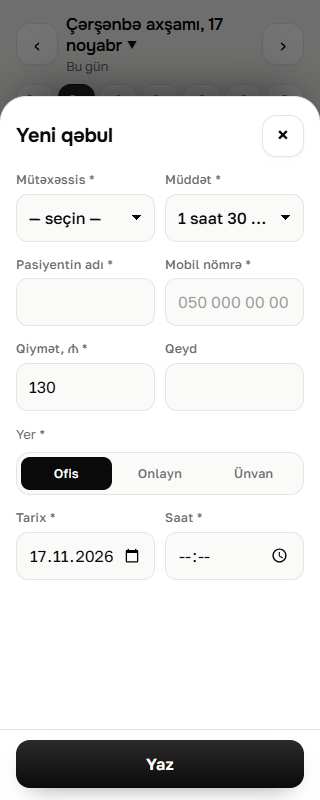 Çərşənbə axşamı, 17
noyabr ▼
Bu gün
Yeni qəbul
Mütəxəssis *
Müddət *
— seçin —
1 saat 30 ...
Pasiyentin adı *
Mobil nömrə *
050 000 00 00
Qiymət, ₼ *
Qeyd
130
Yer *
Ofis
Onlayn
Ünvan
Tarix *
Saat *
17.11.2026
--:--
Yaz